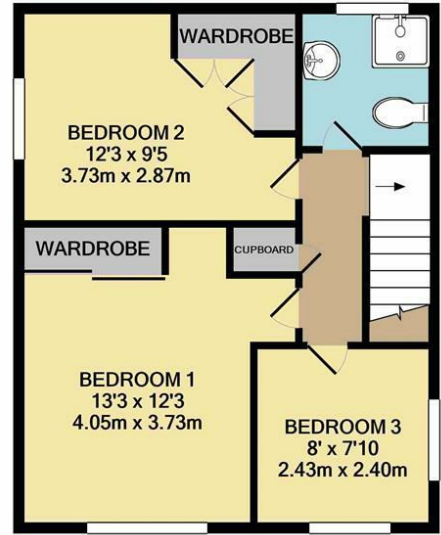 WARDROBE
BEDROOM 2
12'3 x 9'5
3.73m x 2.87m
WARDROBE
CUPBOARD
BEDROOM 1
13'3 x 12'3
4.05m x 3.73m
BEDROOM 3
8' x 7'10
2.43m x 2.40m